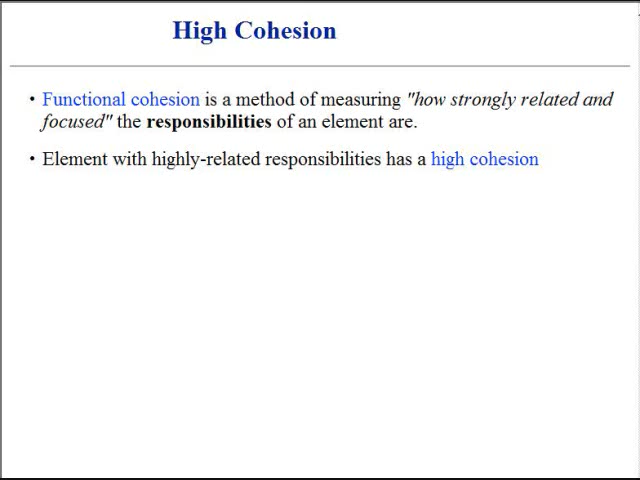 High Cohesion
• Functional cohesion is a method of measuring "how strongly related and
focused" the responsibilities of an element are.
• Element with highly-related responsibilities has a high cohesion